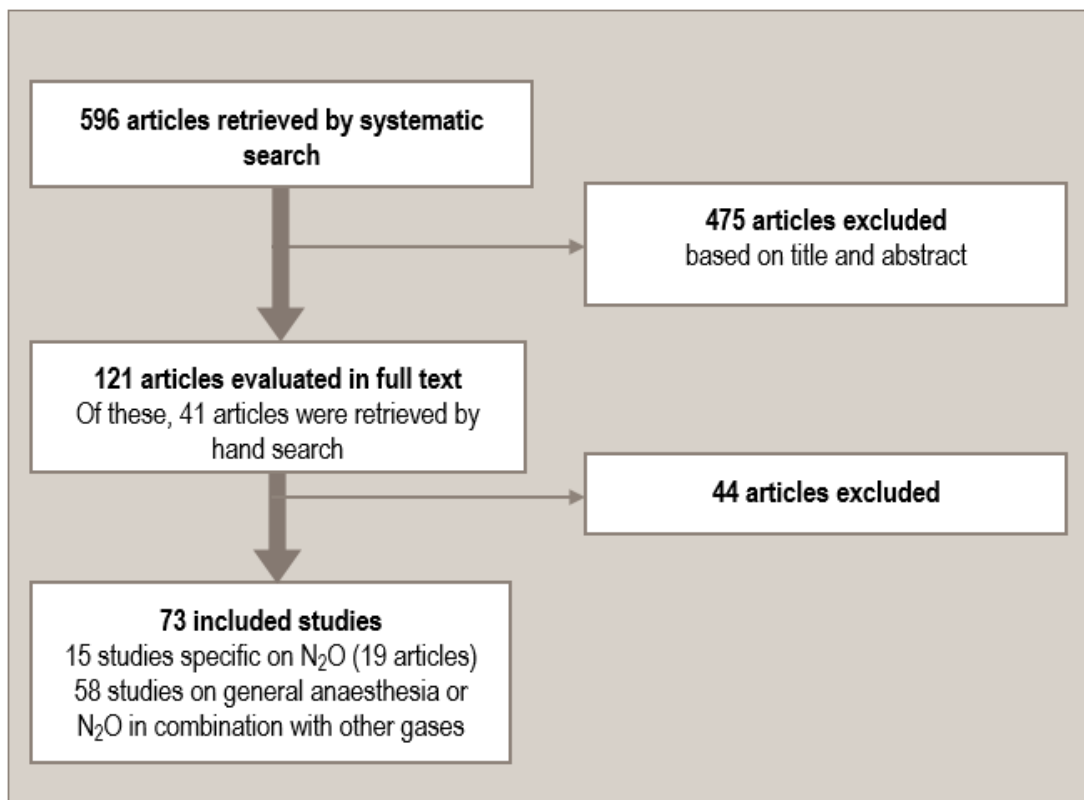 596 articles retrieved by systematic
search
475 articles excluded
based on title and abstract
121 articles evaluated in full text
Of these, 41 articles were retrieved by
hand search
44 articles excluded
73 included studies
15 studies specific on N₂O (19 articles)
58 studies on general anaesthesia or
N₂O in combination with other gases